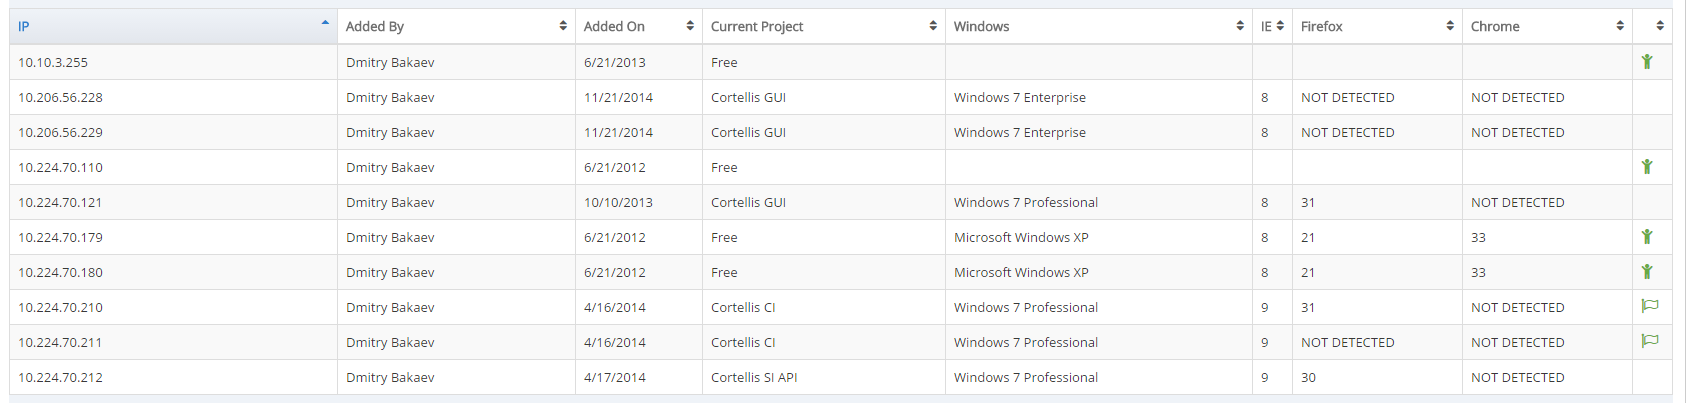 IP Added By Added On Current Project Windows IE Firefox Chrome
10.10.3.255 Dmitry Bakaev 6/21/2013 Free
10.206.56.228 Dmitry Bakaev 11/21/2014 Cortellis GUI Windows 7 Enterprise 8 NOT DETECTED NOT DETECTED
10.206.56.229 Dmitry Bakaev 11/21/2014 Cortellis GUI Windows 7 Enterprise 8 NOT DETECTED NOT DETECTED
10.224.70.110 Dmitry Bakaev 6/21/2012 Free
10.224.70.121 Dmitry Bakaev 10/10/2013 Cortellis GUI Windows 7 Professional 8 31 NOT DETECTED
10.224.70.179 Dmitry Bakaev 6/21/2012 Free Microsoft Windows XP 8 21 33
10.224.70.180 Dmitry Bakaev 6/21/2012 Free Microsoft Windows XP 8 21 33
10.224.70.210 Dmitry Bakaev 4/16/2014 Cortellis CI Windows 7 Professional 9 31 NOT DETECTED
10.224.70.211 Dmitry Bakaev 4/16/2014 Cortellis CI Windows 7 Professional 9 NOT DETECTED NOT DETECTED
10.224.70.212 Dmitry Bakaev 4/17/2014 Cortellis SI API Windows 7 Professional 9 30 NOT DETECTED